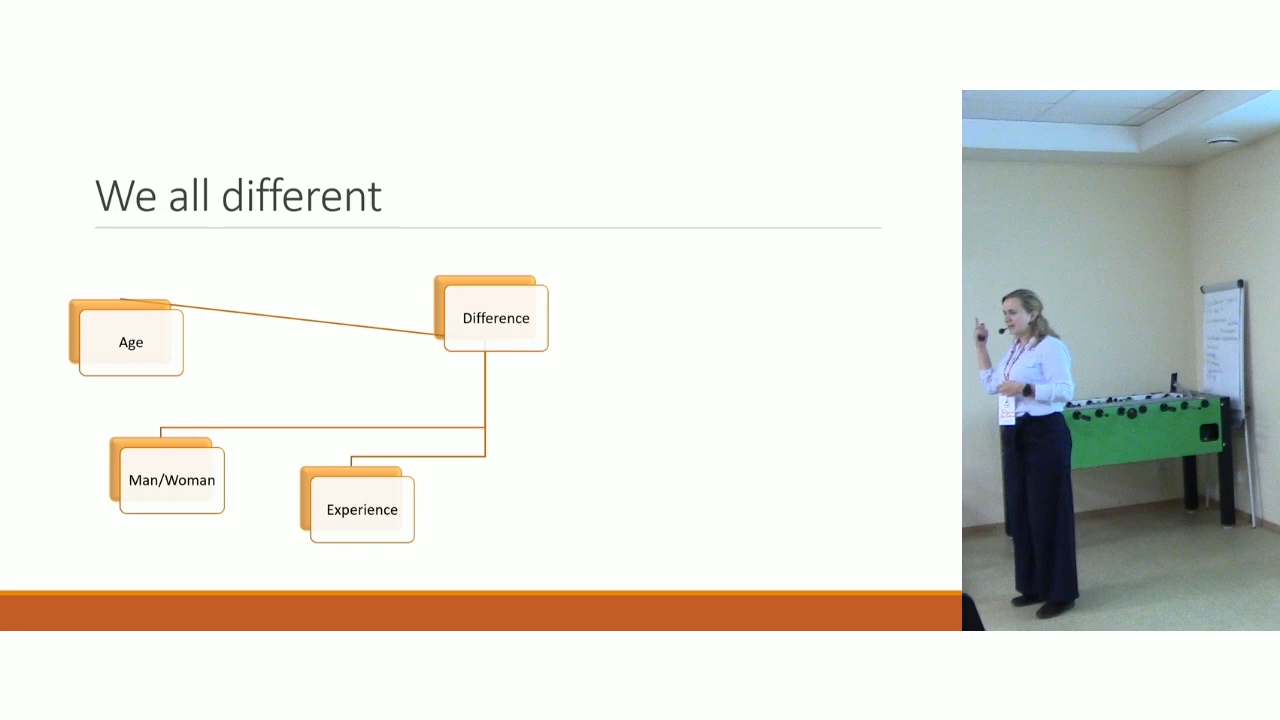 We all different
Difference
Age
Man/Woman
Experience